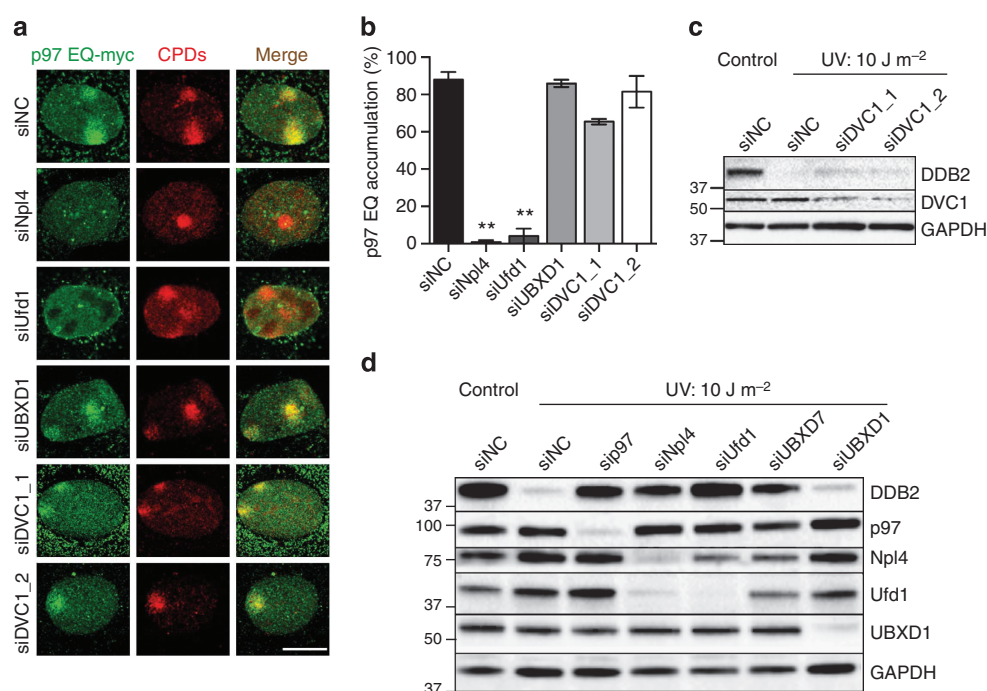 a
p97 EQ-myc CPDs Merge
siNC
siNpl4
siUfd1
siUBXD1
siDVC1_1
siDVC1_2
b
p97 EQ accumulation (%)
100
80
60
40
20
0
** **
siNC siNpl4 siUfd1 siUBXD1 siDVC1_1 siDVC1_2
c
Control UV: 10 J m–2
siNC siNC siDVC1_1 siDVC1_2
37 DDB2
50 DVC1
37 GAPDH
d
Control UV: 10 J m–2
siNC siNC sip97 siNpl4 siUfd1 siUBXD7 siUBXD1
37 DDB2
100 p97
75 Npl4
37 Ufd1
50 UBXD1
37 GAPDH